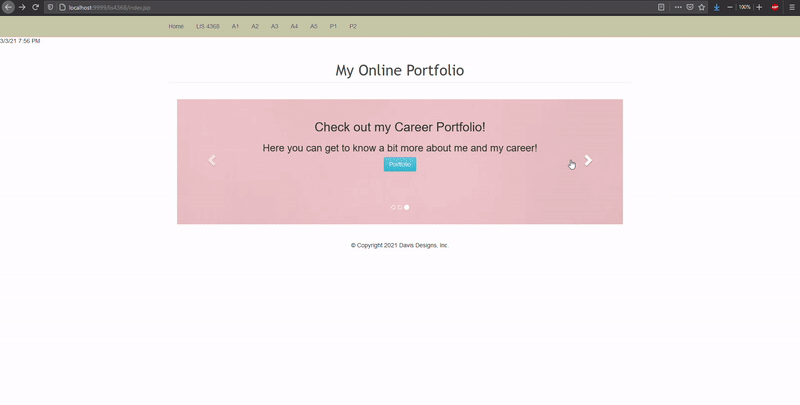 localhost:9999/lis4368/index.jsp
100%
ABP
Home LIS 4368 A1 A2 A3 A4 A5 P1 P2
3/3/21 7:56 PM
My Online Portfolio
Check out my Career Portfolio!
Here you can get to know a bit more about me and my career!
Portfolio
© Copyright 2021 Davis Designs, Inc.